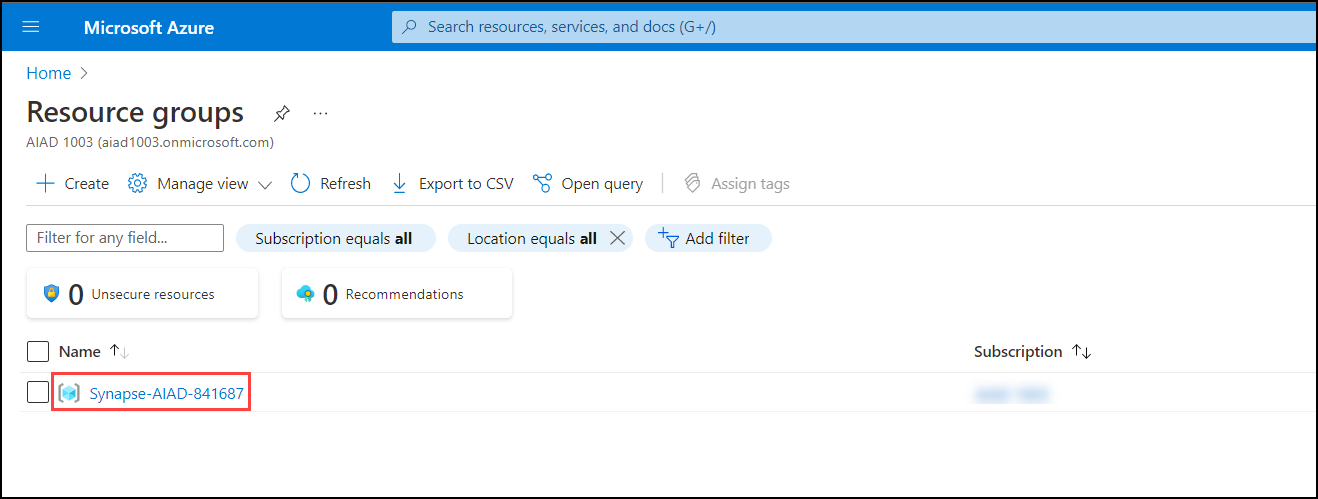 Microsoft Azure
Search resources, services, and docs (G+/)
Home
Resource groups
AIAD 1003 (aiad1003.onmicrosoft.com)
Create Manage view Refresh Export to CSV Open query Assign tags
Filter for any field... Subscription equals all Location equals all Add filter
0 Unsecure resources 0 Recommendations
Name Subscription
Synapse-AIAD-841687